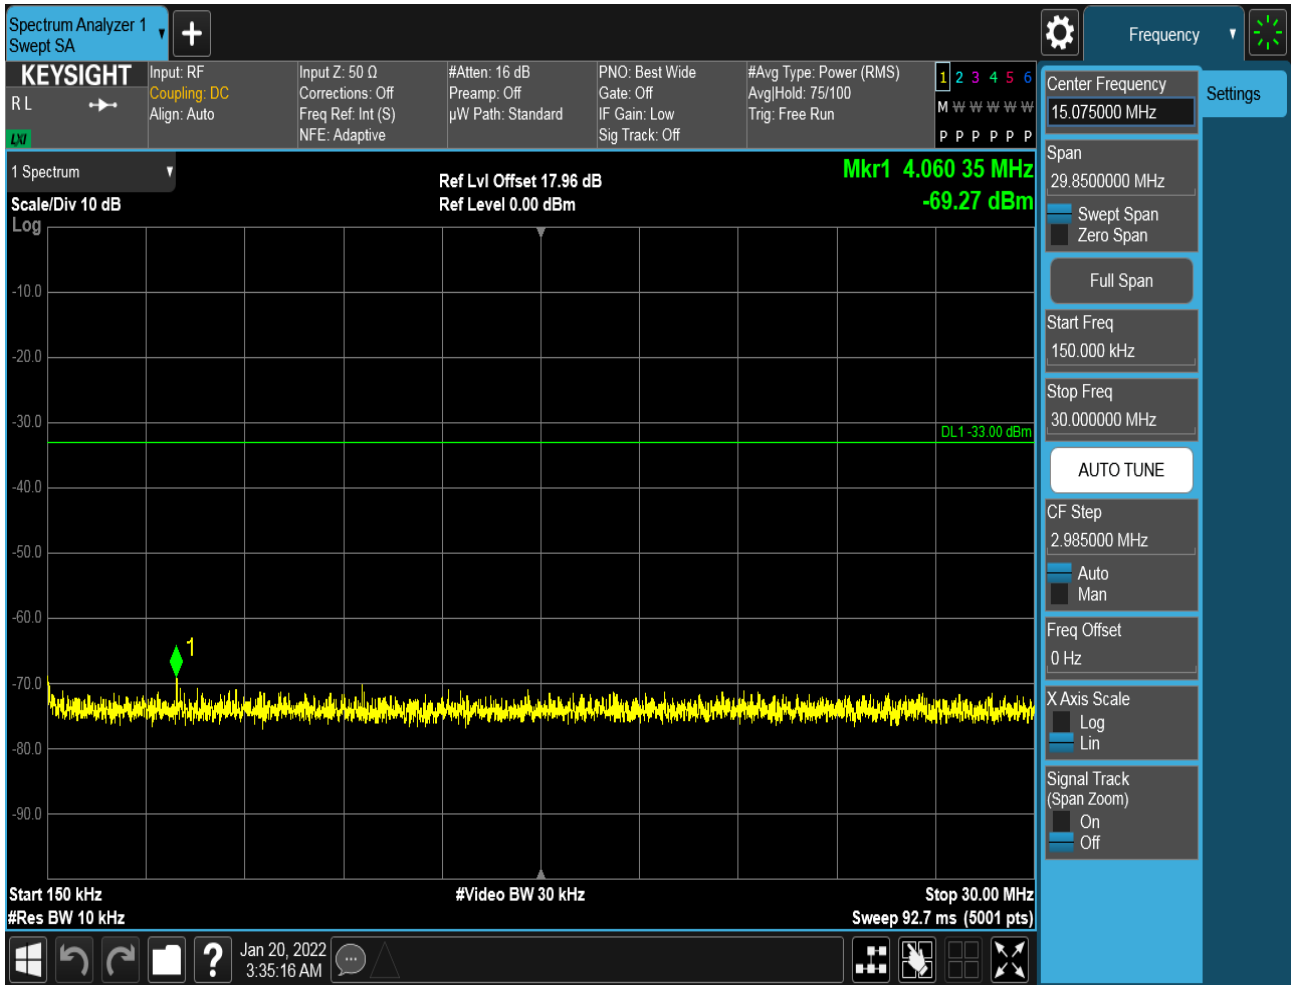 Spectrum Analyzer 1
Swept SA
Frequency
KEYSIGHT
R L
LXI
Input: RF
Coupling: DC
Align: Auto
Input Z: 50 Ω
Corrections: Off
Freq Ref: Int (S)
NFE: Adaptive
#Atten: 16 dB
Preamp: Off
µW Path: Standard
PNO: Best Wide
Gate: Off
IF Gain: Low
Sig Track: Off
#Avg Type: Power (RMS)
Avg|Hold: 75/100
Trig: Free Run
1 2 3 4 5 6
M W W W W W
P P P P P P
1 Spectrum
Scale/Div 10 dB
Log
Ref Lvl Offset 17.96 dB
Ref Level 0.00 dBm
Mkr1 4.060 35 MHz
-69.27 dBm
-10.0
-20.0
-30.0
DL1 -33.00 dBm
-40.0
-50.0
-60.0
1
-70.0
-80.0
-90.0
Start 150 kHz
#Res BW 10 kHz
#Video BW 30 kHz
Stop 30.00 MHz
Sweep 92.7 ms (5001 pts)
Jan 20, 2022
3:35:16 AM
Center Frequency
15.075000 MHz
Settings
Span
29.8500000 MHz
Swept Span
Zero Span
Full Span
Start Freq
150.000 kHz
Stop Freq
30.000000 MHz
AUTO TUNE
CF Step
2.985000 MHz
Auto
Man
Freq Offset
0 Hz
X Axis Scale
Log
Lin
Signal Track
(Span Zoom)
On
Off